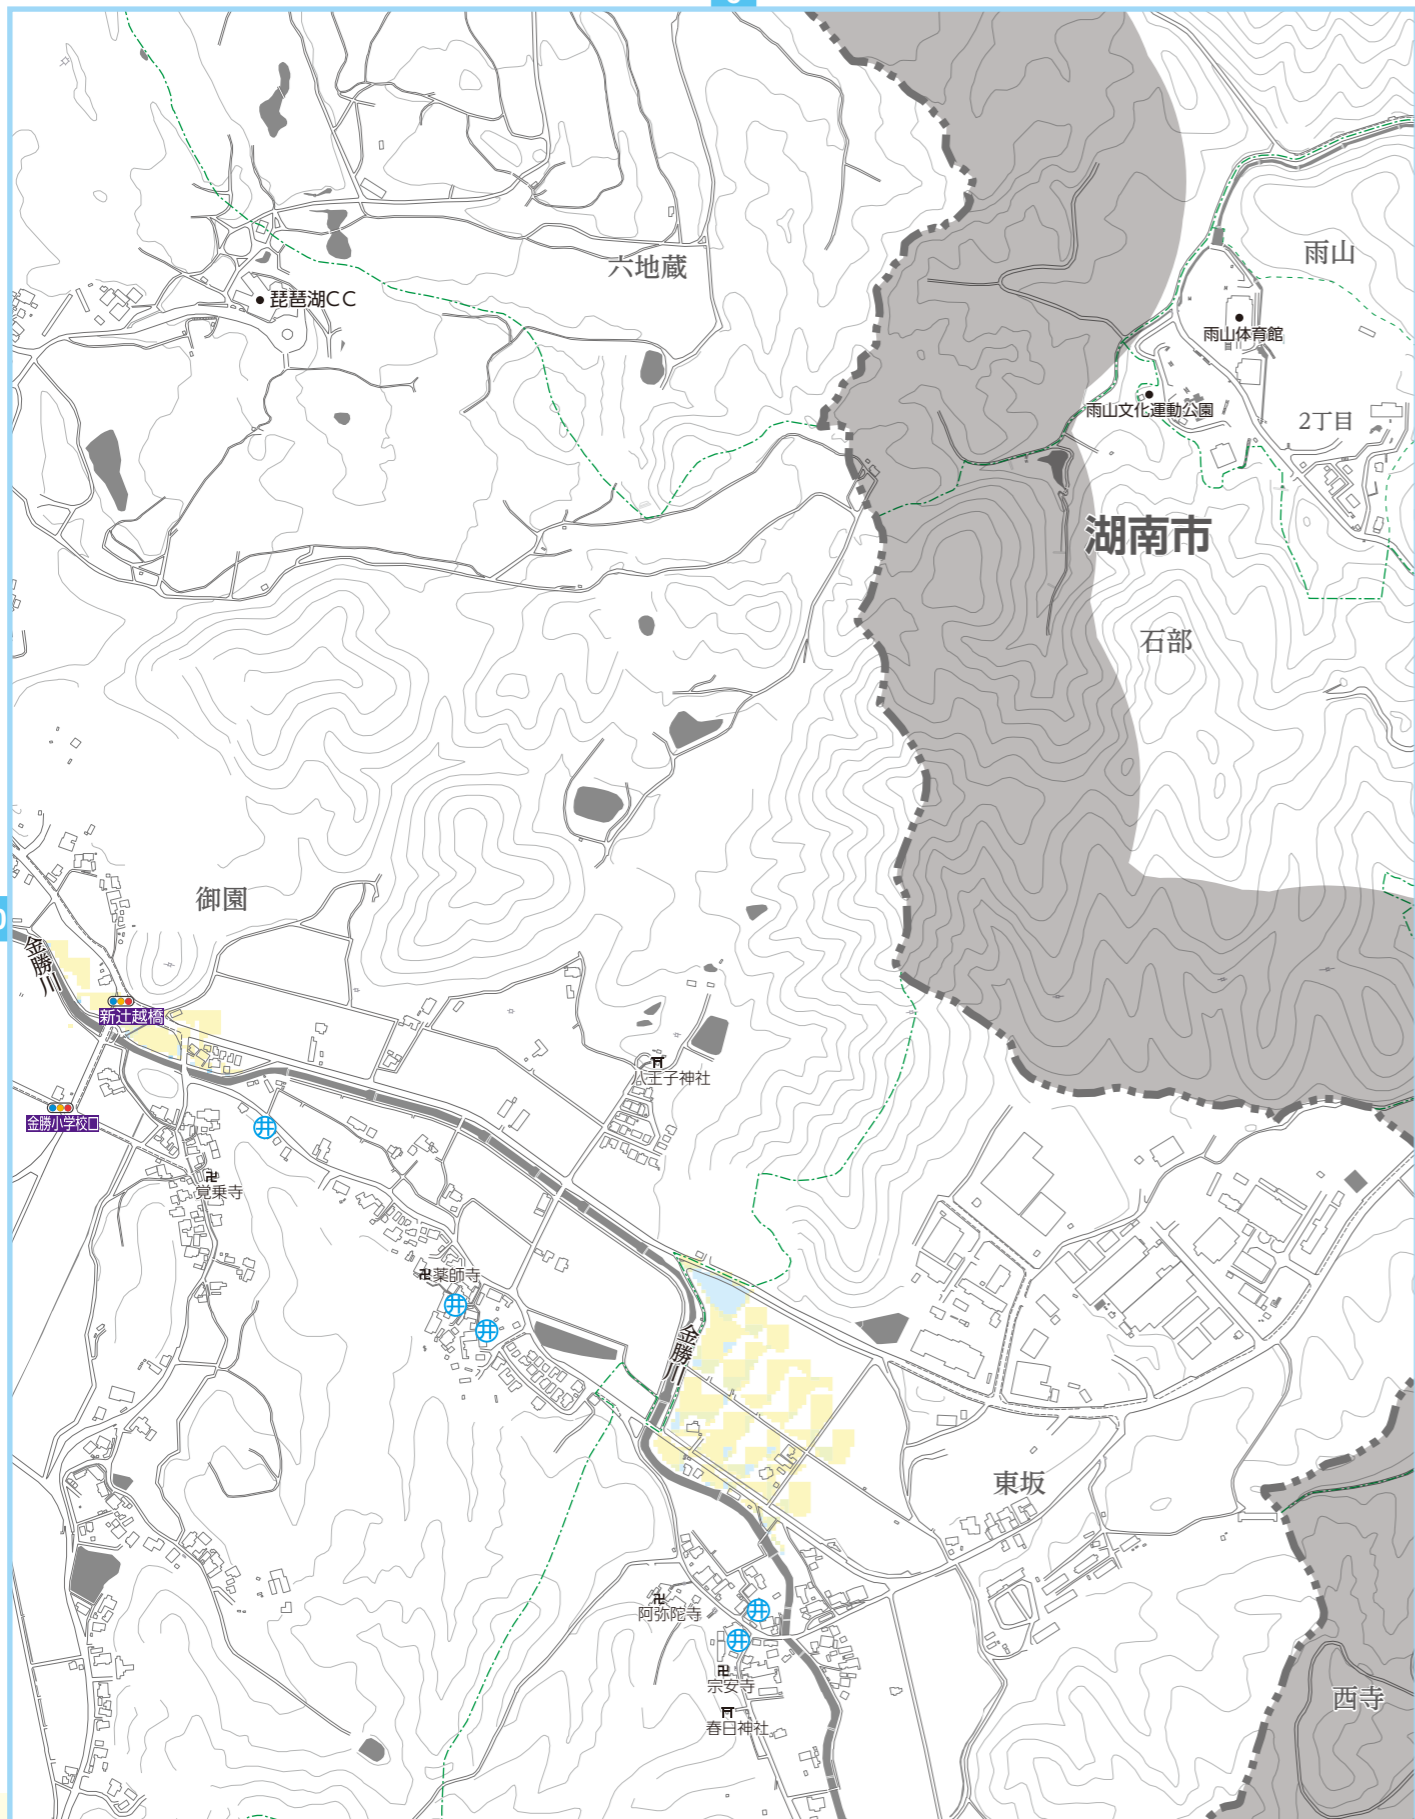 六地蔵
雨山
琵琶湖CC
雨山体育館
雨山文化運動公園
2丁目
湖南市
石部
御園
金勝川
新辻越橋
八王子神社
金勝小学校口
覚乗寺
薬師寺
金勝川
東坂
阿弥陀寺
宗安寺
春日神社
西寺